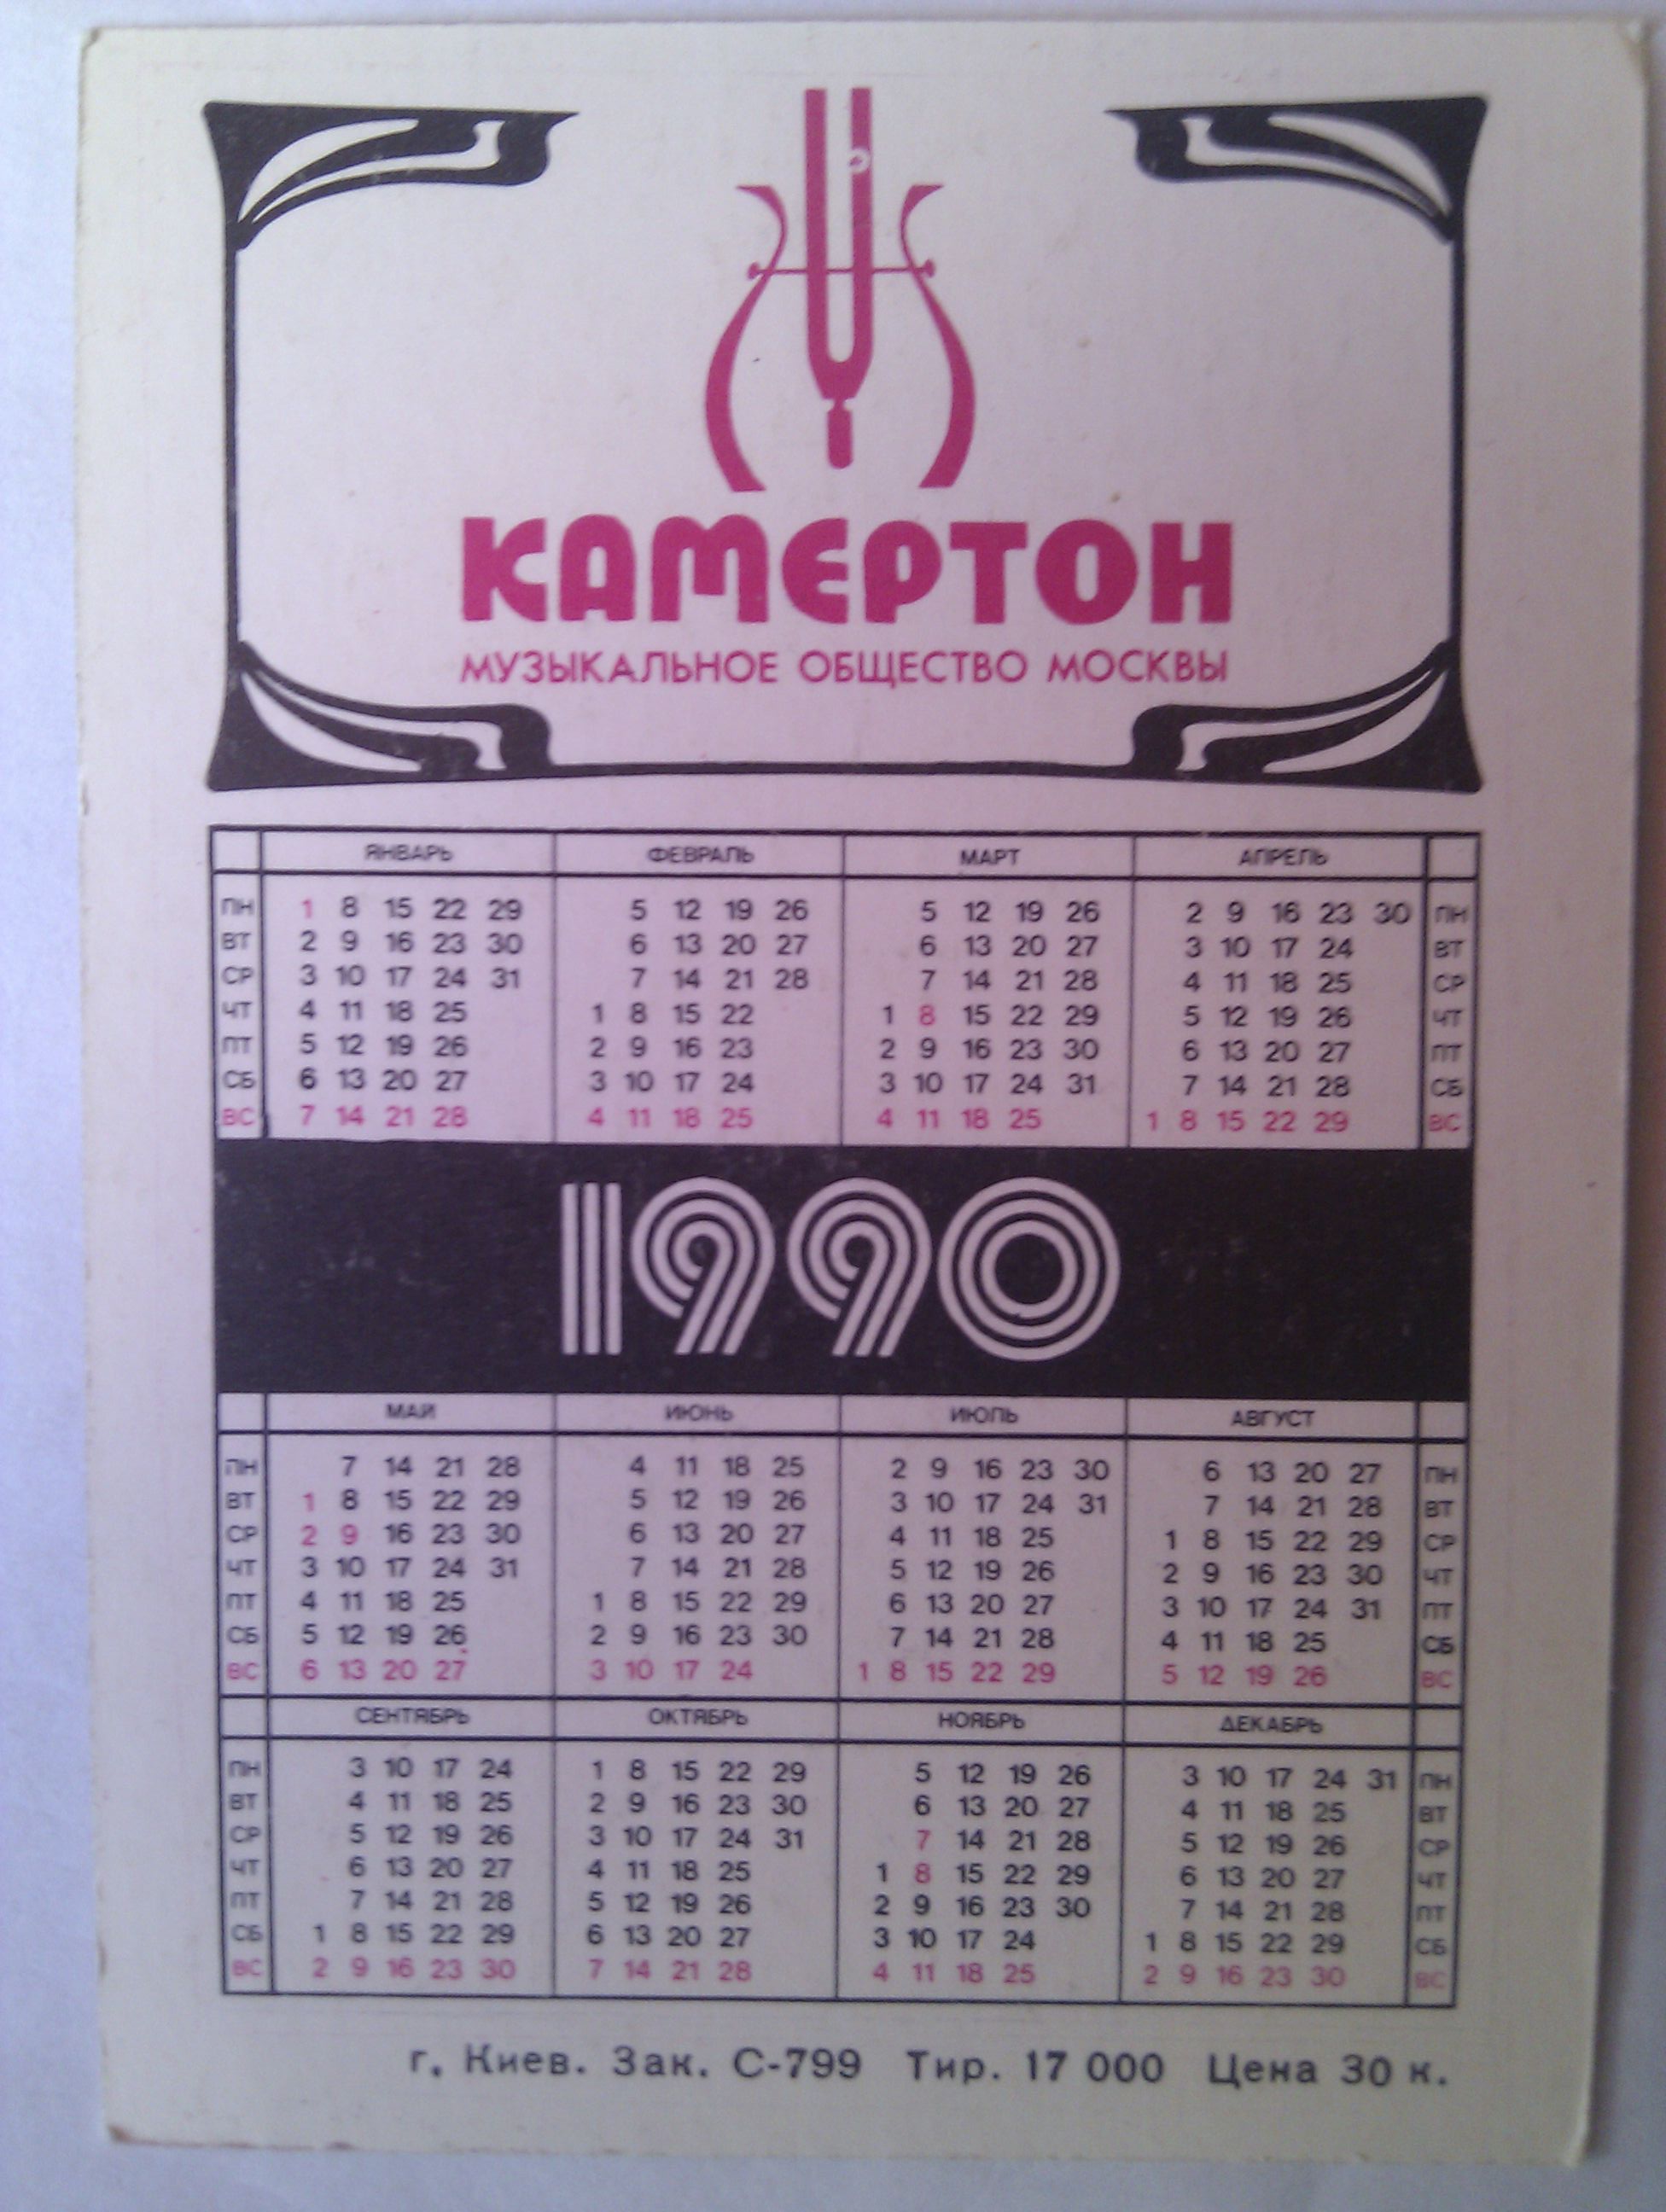 КАМЕРТОН
МУЗЫКАЛЬНОЕ ОБЩЕСТВО МОСКВЫ
ЯНВАРЬ ФЕВРАЛЬ МАРТ АПРЕЛЬ
ПН 1 8 15 22 29 5 12 19 26 5 12 19 26 2 9 16 23 30 ПН
ВТ 2 9 16 23 30 6 13 20 27 6 13 20 27 3 10 17 24 ВТ
СР 3 10 17 24 31 7 14 21 28 7 14 21 28 4 11 18 25 СР
ЧТ 4 11 18 25 1 8 15 22 1 8 15 22 29 5 12 19 26 ЧТ
ПТ 5 12 19 26 2 9 16 23 2 9 16 23 30 6 13 20 27 ПТ
СБ 6 13 20 27 3 10 17 24 3 10 17 24 31 7 14 21 28 СБ
ВС 7 14 21 28 4 11 18 25 4 11 18 25 1 8 15 22 29 ВС
1990
МАЙ ИЮНЬ ИЮЛЬ АВГУСТ
ПН 7 14 21 28 4 11 18 25 2 9 16 23 30 6 13 20 27 ПН
ВТ 1 8 15 22 29 5 12 19 26 3 10 17 24 31 7 14 21 28 ВТ
СР 2 9 16 23 30 6 13 20 27 4 11 18 25 1 8 15 22 29 СР
ЧТ 3 10 17 24 31 7 14 21 28 5 12 19 26 2 9 16 23 30 ЧТ
ПТ 4 11 18 25 1 8 15 22 29 6 13 20 27 3 10 17 24 31 ПТ
СБ 5 12 19 26 2 9 16 23 30 7 14 21 28 4 11 18 25 СБ
ВС 6 13 20 27 3 10 17 24 1 8 15 22 29 5 12 19 26 ВС
СЕНТЯБРЬ ОКТЯБРЬ НОЯБРЬ ДЕКАБРЬ
ПН 3 10 17 24 1 8 15 22 29 5 12 19 26 3 10 17 24 31 ПН
ВТ 4 11 18 25 2 9 16 23 30 6 13 20 27 4 11 18 25 ВТ
СР 5 12 19 26 3 10 17 24 31 7 14 21 28 5 12 19 26 СР
ЧТ 6 13 20 27 4 11 18 25 1 8 15 22 29 6 13 20 27 ЧТ
ПТ 7 14 21 28 5 12 19 26 2 9 16 23 30 7 14 21 28 ПТ
СБ 1 8 15 22 29 6 13 20 27 3 10 17 24 1 8 15 22 29 СБ
ВС 2 9 16 23 30 7 14 21 28 4 11 18 25 2 9 16 23 30 ВС
г. Киев. Зак. С-799 Тир. 17 000 Цена 30 к.